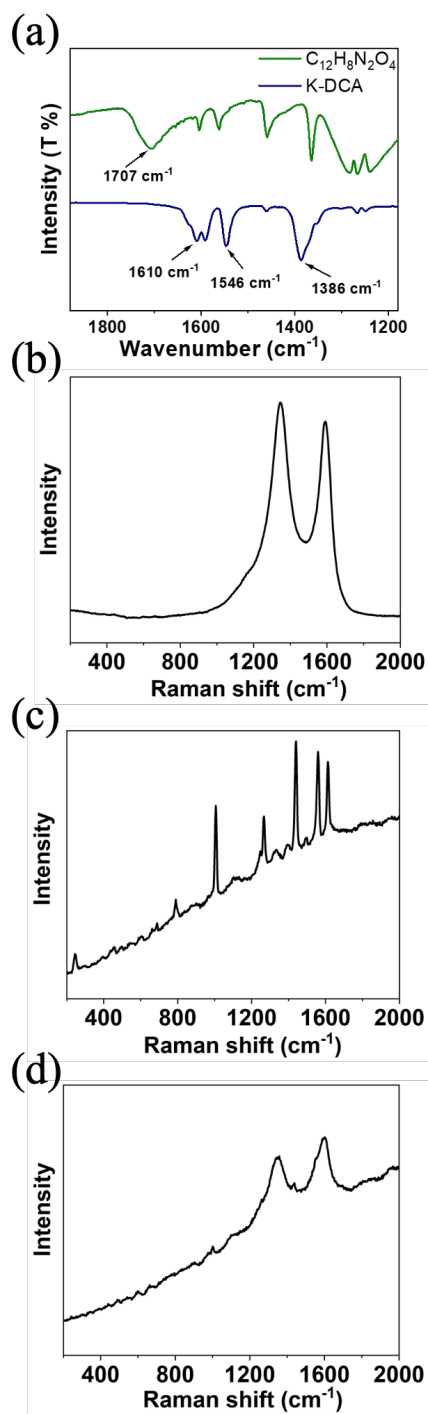 (a)
C₁₂H₈N₂O₄
K-DCA
Intensity (T %)
1707 cm⁻¹
1610 cm⁻¹
1546 cm⁻¹
1386 cm⁻¹
1800 1600 1400 1200
Wavenumber (cm⁻¹)
(b)
Intensity
400 800 1200 1600 2000
Raman shift (cm⁻¹)
(c)
Intensity
400 800 1200 1600 2000
Raman shift (cm⁻¹)
(d)
Intensity
400 800 1200 1600 2000
Raman shift (cm⁻¹)